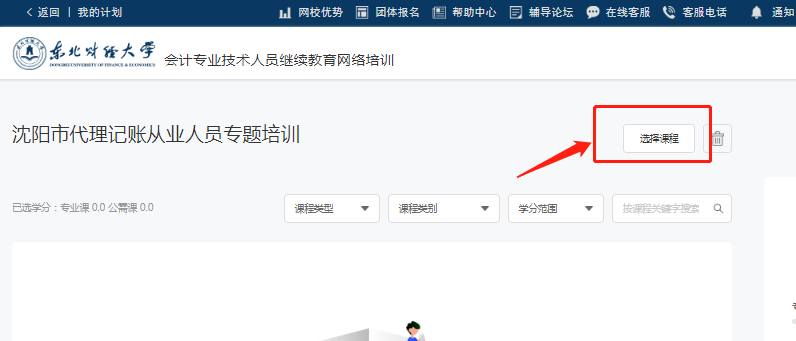 返回 | 我的计划 网校优势 团体报名 帮助中心 辅导论坛 在线客服 客服电话 通知
东北财经大学 会计专业技术人员继续教育网络培训
DONGBEI UNIVERSITY OF FINANCE & ECONOMICS
沈阳市代理记账从业人员专题培训 选择课程
已选学分：专业课 0.0 公需课 0.0 课程类型 课程类别 学分范围 按课程关键字搜索